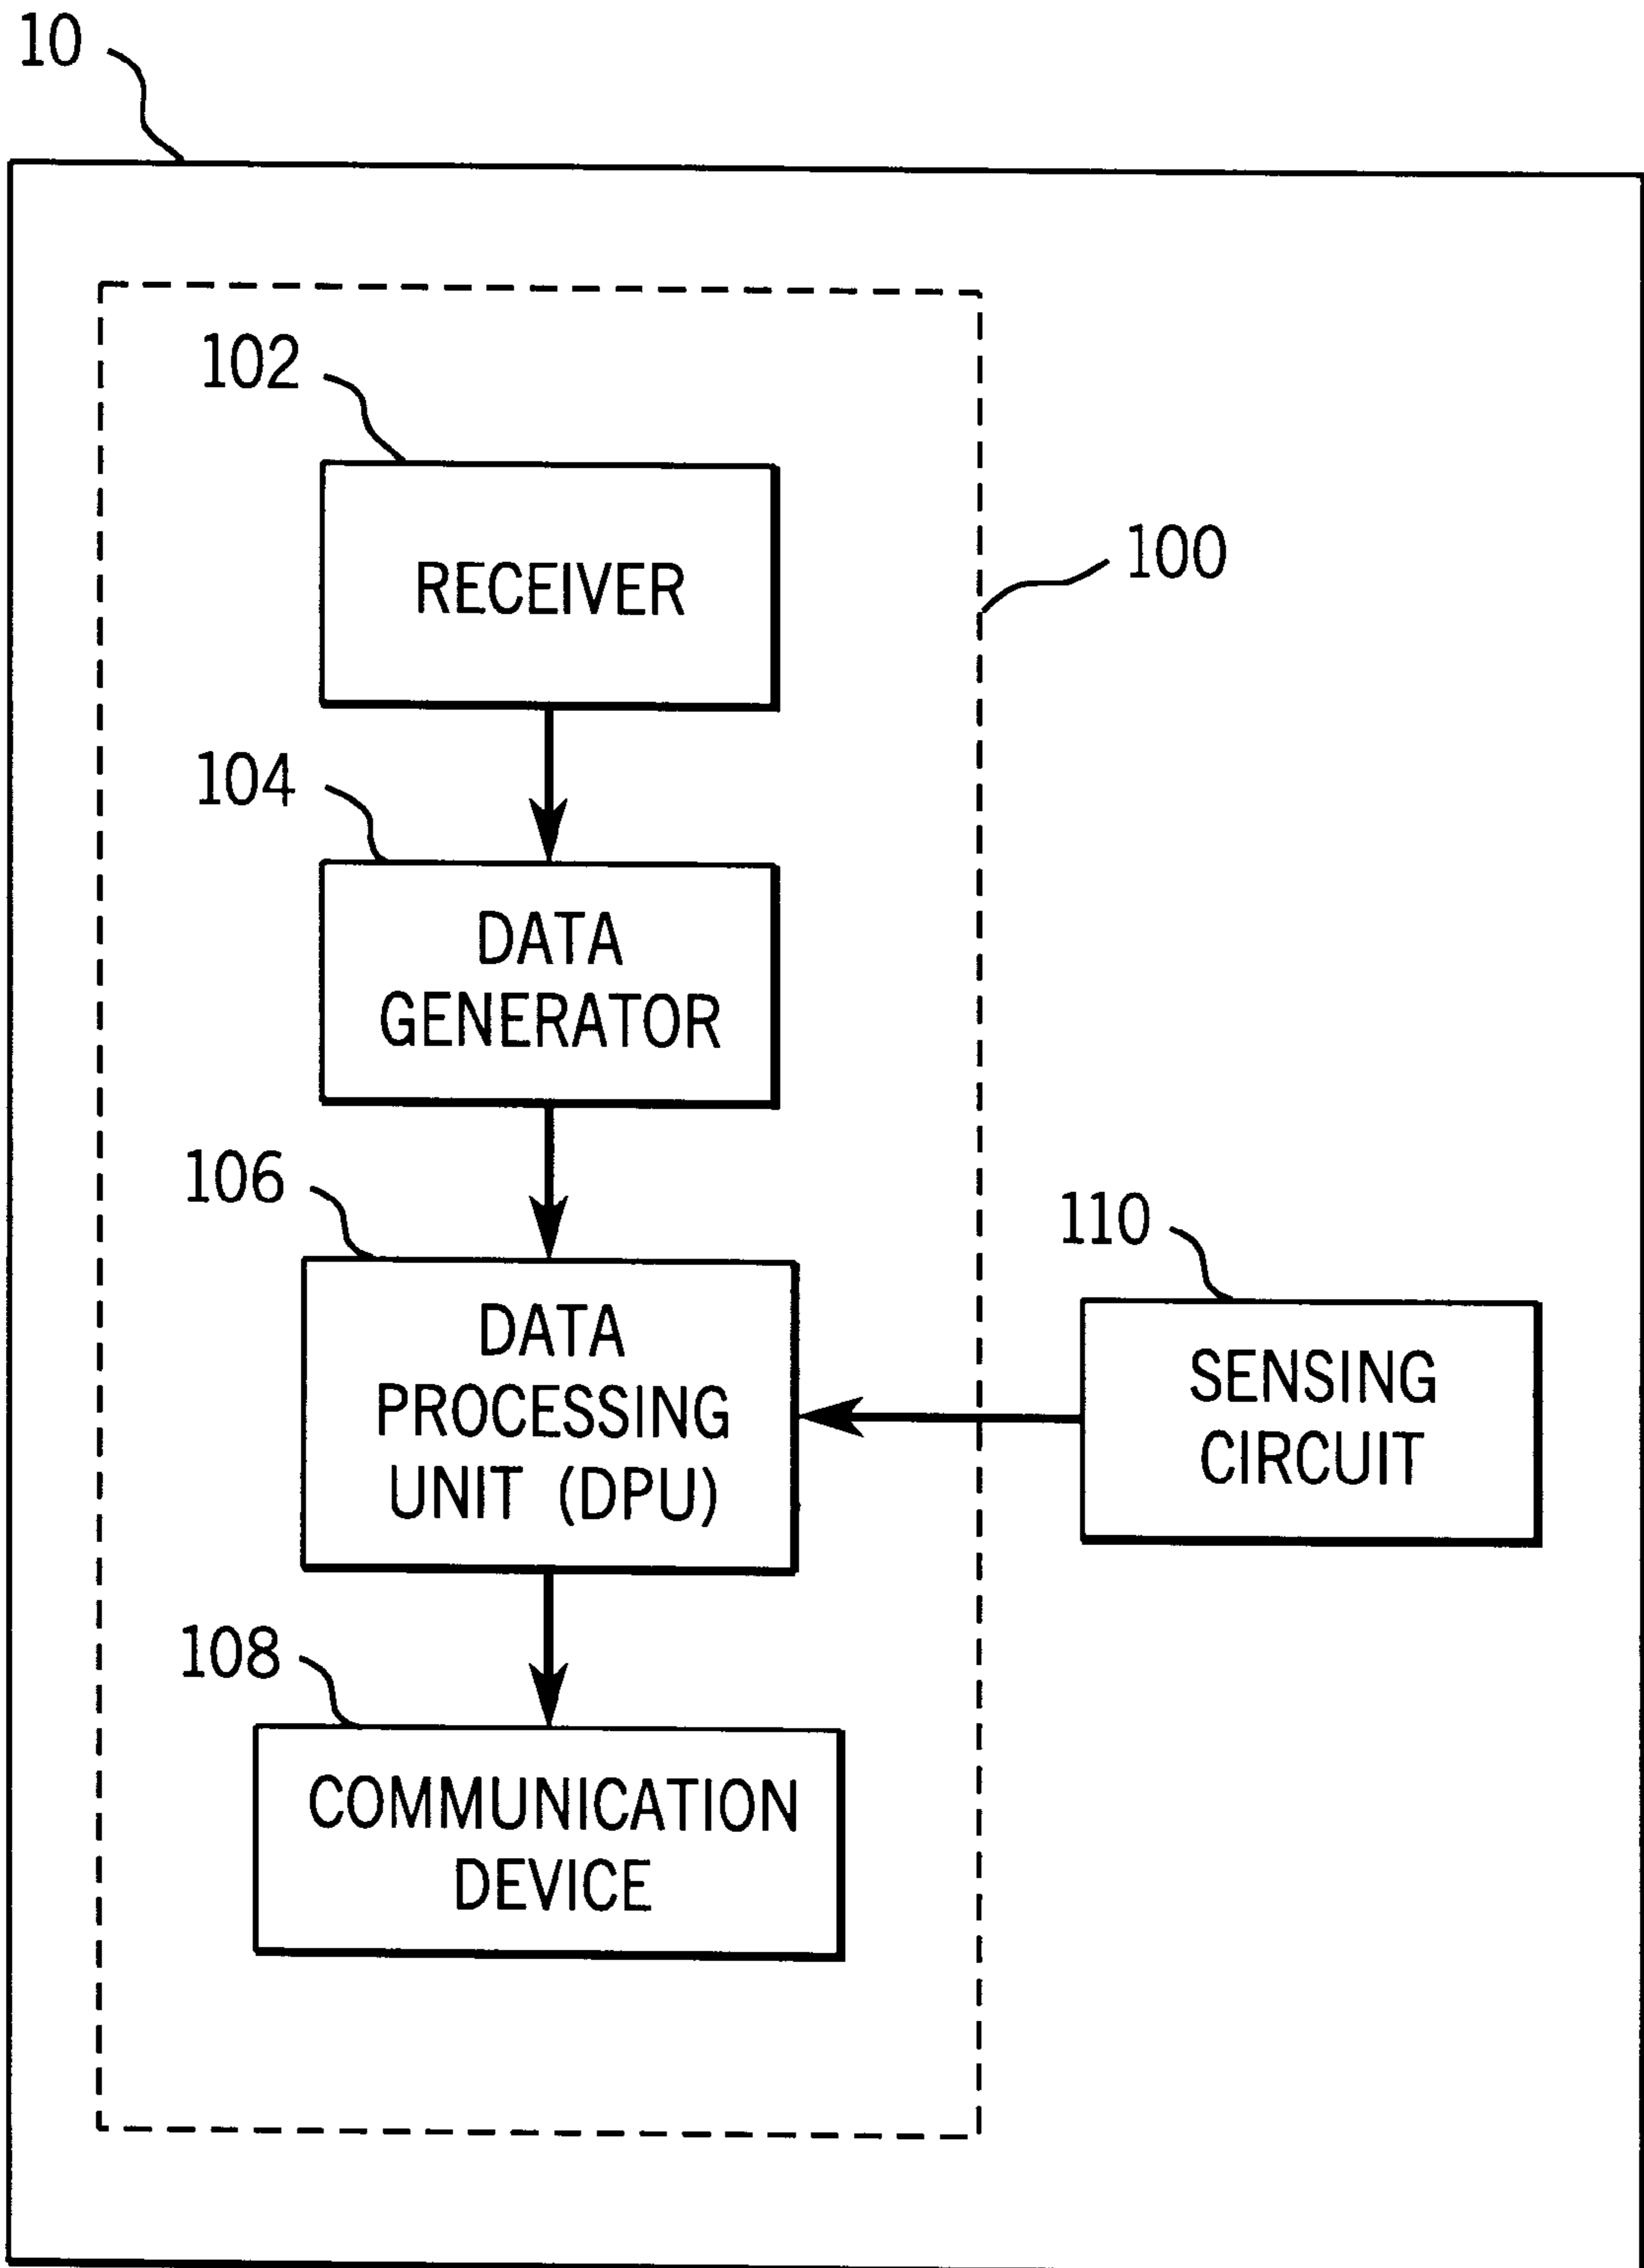 10
102
RECEIVER
100
104
DATA
GENERATOR
106
DATA
PROCESSING
UNIT (DPU)
110
SENSING
CIRCUIT
108
COMMUNICATION
DEVICE